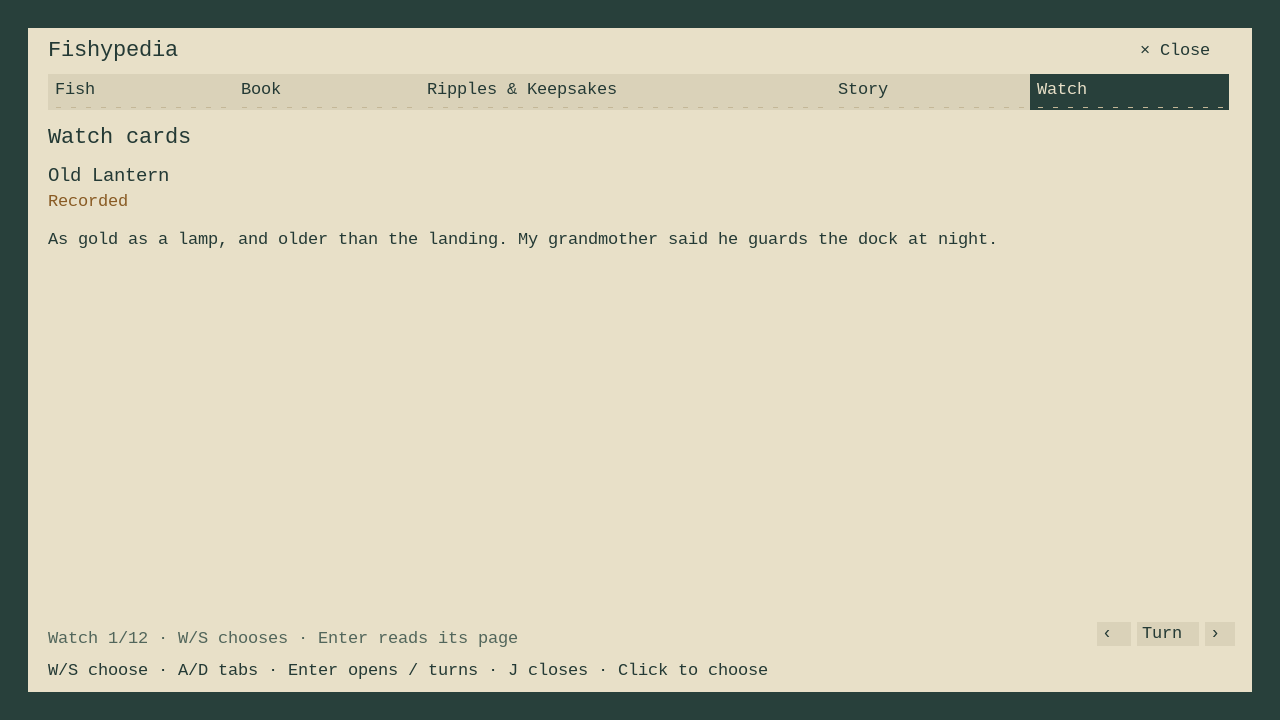 Fishypedia
× Close
Fish Book Ripples & Keepsakes Story Watch
Watch cards
Old Lantern
Recorded
As gold as a lamp, and older than the landing. My grandmother said he guards the dock at night.
Watch 1/12 · W/S chooses · Enter reads its page
‹ Turn ›
W/S choose · A/D tabs · Enter opens / turns · J closes · Click to choose